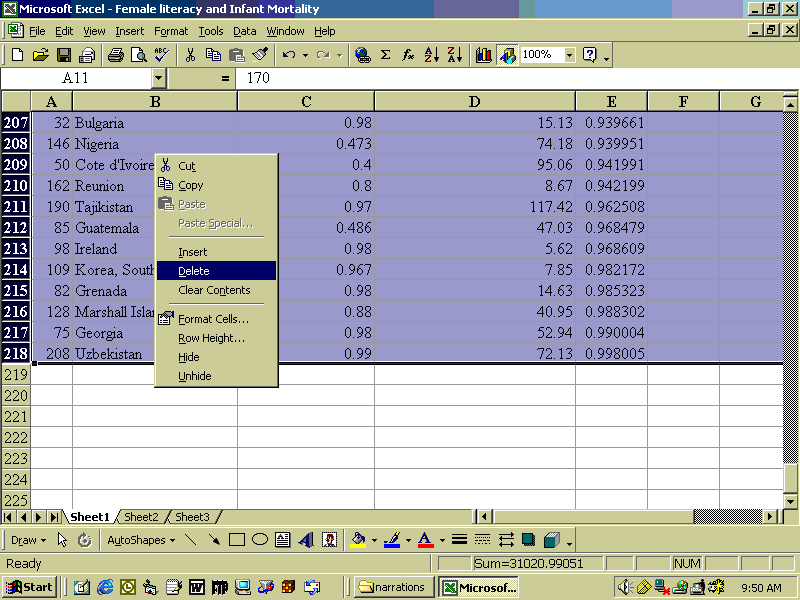 Microsoft Excel - Female literacy and Infant Mortality
File Edit View Insert Format Tools Data Window Help
ABC Σ fx A Z Z A 100% ?
A11 = 170
A B C D E F G
207 32 Bulgaria 0.98 15.13 0.939661
208 146 Nigeria 0.473 74.18 0.939951
209 50 Cote d'Ivoire 0.4 95.06 0.941991
210 162 Reunion 0.8 8.67 0.942199
211 190 Tajikistan 0.97 117.42 0.962508
212 85 Guatemala 0.486 47.03 0.968479
213 98 Ireland 0.98 5.62 0.968609
214 109 Korea, South 0.967 7.85 0.982172
215 82 Grenada 0.98 14.63 0.985323
216 128 Marshall Islan 0.88 40.95 0.988302
217 75 Georgia 0.98 52.94 0.990004
218 208 Uzbekistan 0.99 72.13 0.998005
219
220
221
222
223
224
225
Cut
Copy
Paste
Paste Special...
Insert
Delete
Clear Contents
Format Cells...
Row Height...
Hide
Unhide
Sheet1 Sheet2 Sheet3
Draw AutoShapes A
Ready Sum=31020.99051 NUM
Start narrations Microsof... 9:50 AM